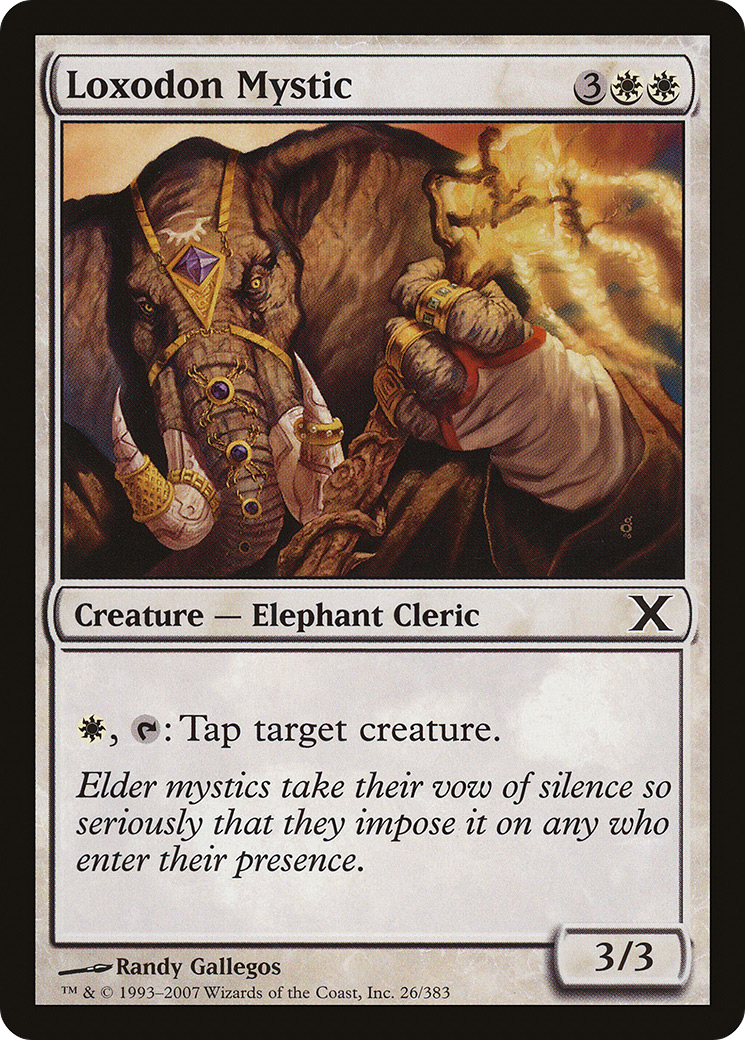 Loxodon Mystic 3
Creature — Elephant Cleric X
, : Tap target creature.
Elder mystics take their vow of silence so
seriously that they impose it on any who
enter their presence.
3/3
Randy Gallegos
™ & © 1993–2007 Wizards of the Coast, Inc. 26/383